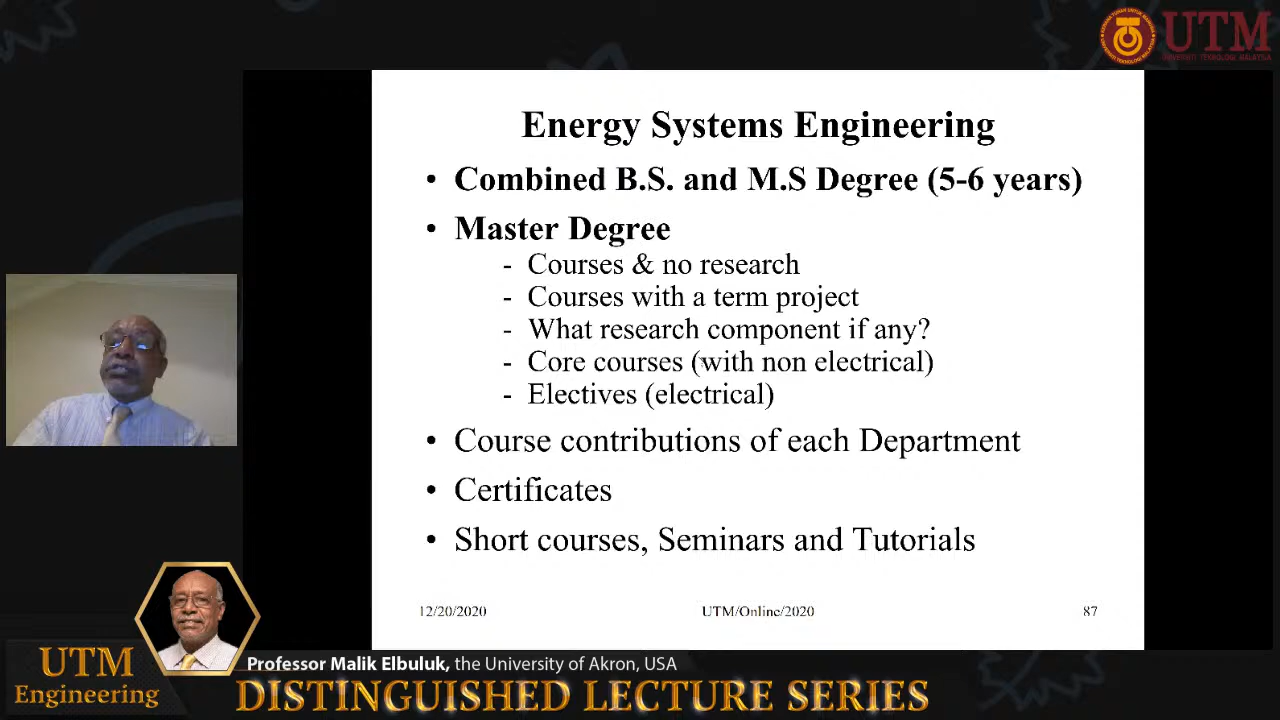 UTM
UNIVERSITI TEKNOLOGI MALAYSIA
Energy Systems Engineering
• Combined B.S. and M.S Degree (5-6 years)
• Master Degree
- Courses & no research
- Courses with a term project
- What research component if any?
- Core courses (with non electrical)
- Electives (electrical)
• Course contributions of each Department
• Certificates
• Short courses, Seminars and Tutorials
12/20/2020
UTM/Online/2020
87
Professor Malik Elbuluk, the University of Akron, USA
UTM
Engineering
DISTINGUISHED LECTURE SERIES